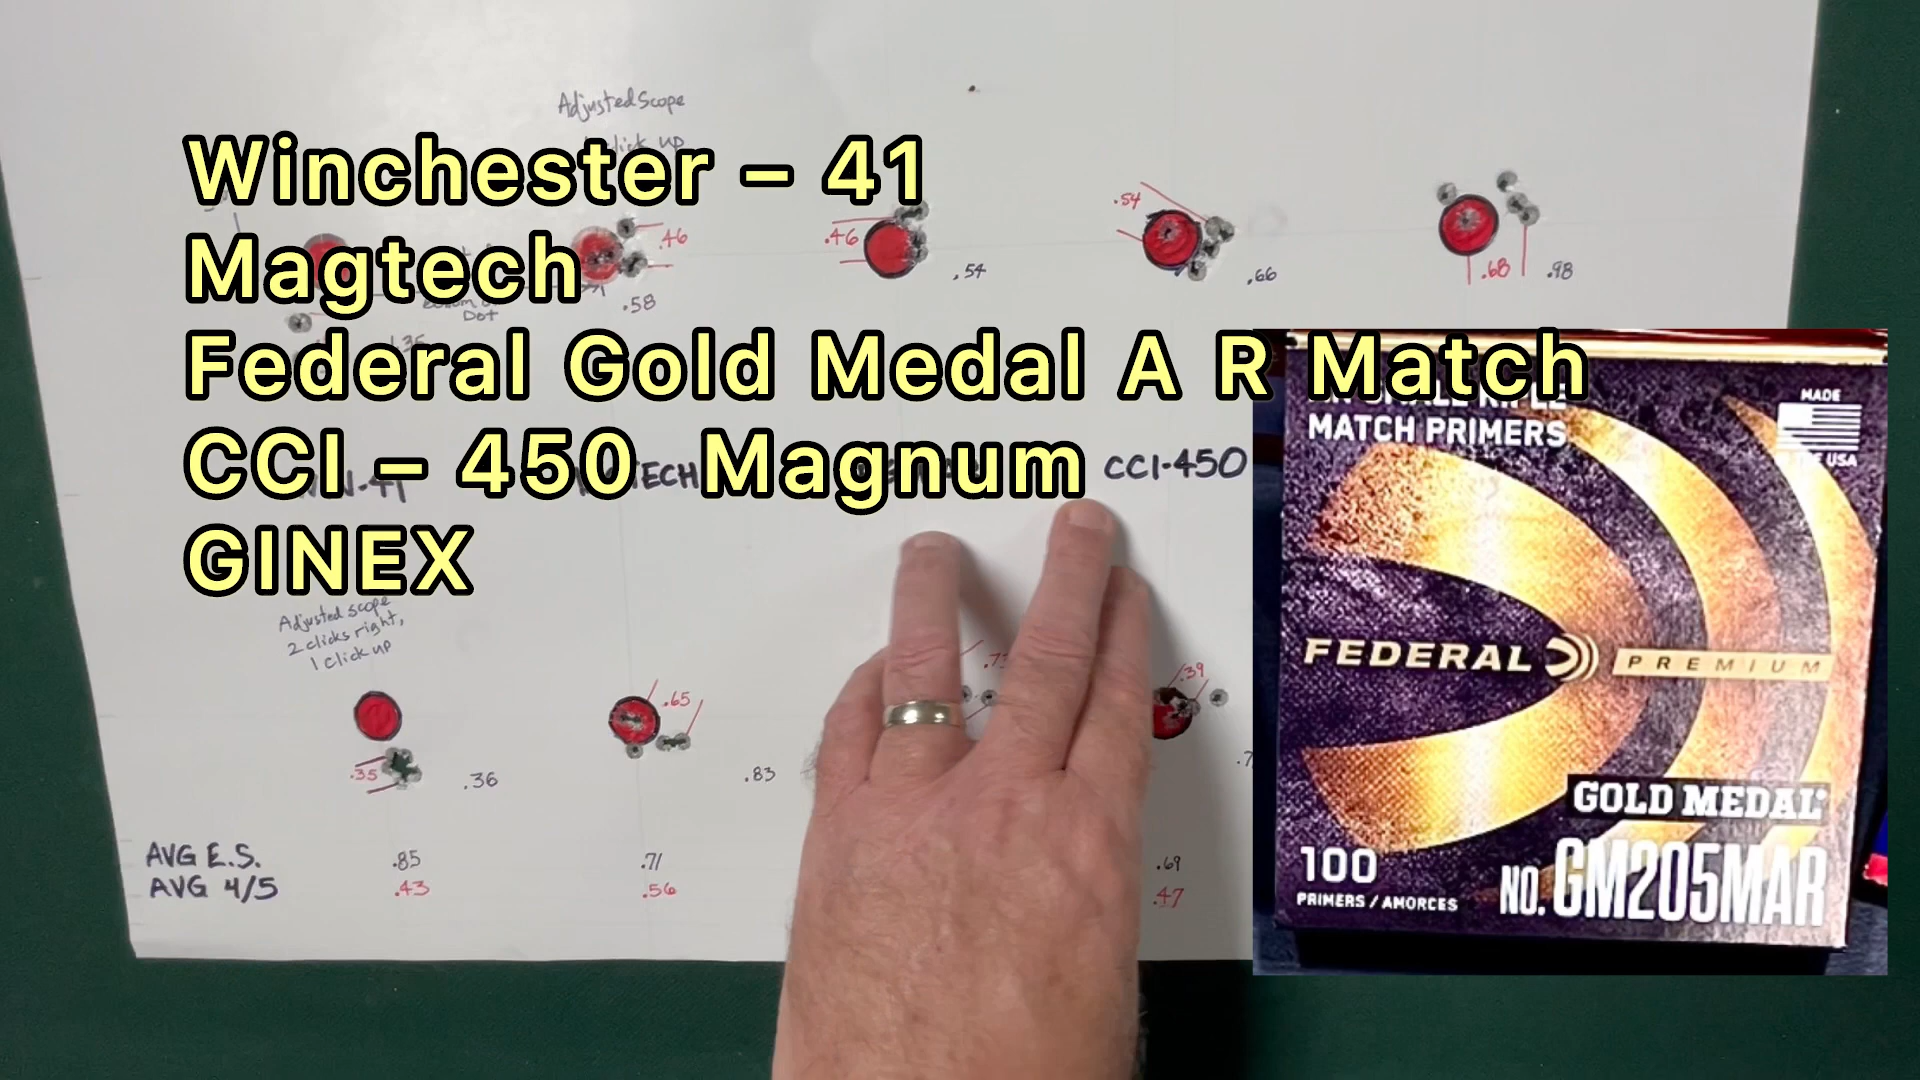 Adjusted Scope
click up
Winchester – 41
.46
.46
.54
Magtech
.54
.66
.68
.98
.58
Dot
Federal Gold Medal A R Match
MADE
MATCH PRIMERS
USA
CCI – 450 Magnum
CCI-450
GINEX
Adjusted scope
2 clicks right,
1 click up
FEDERAL PREMIUM
.65
.39
.35
.36
.83
GOLD MEDAL
100
PRIMERS / AMORCES
NO. GM205MAR
AVG E.S. .85 .71 .69
AVG 4/5 .43 .56 .47